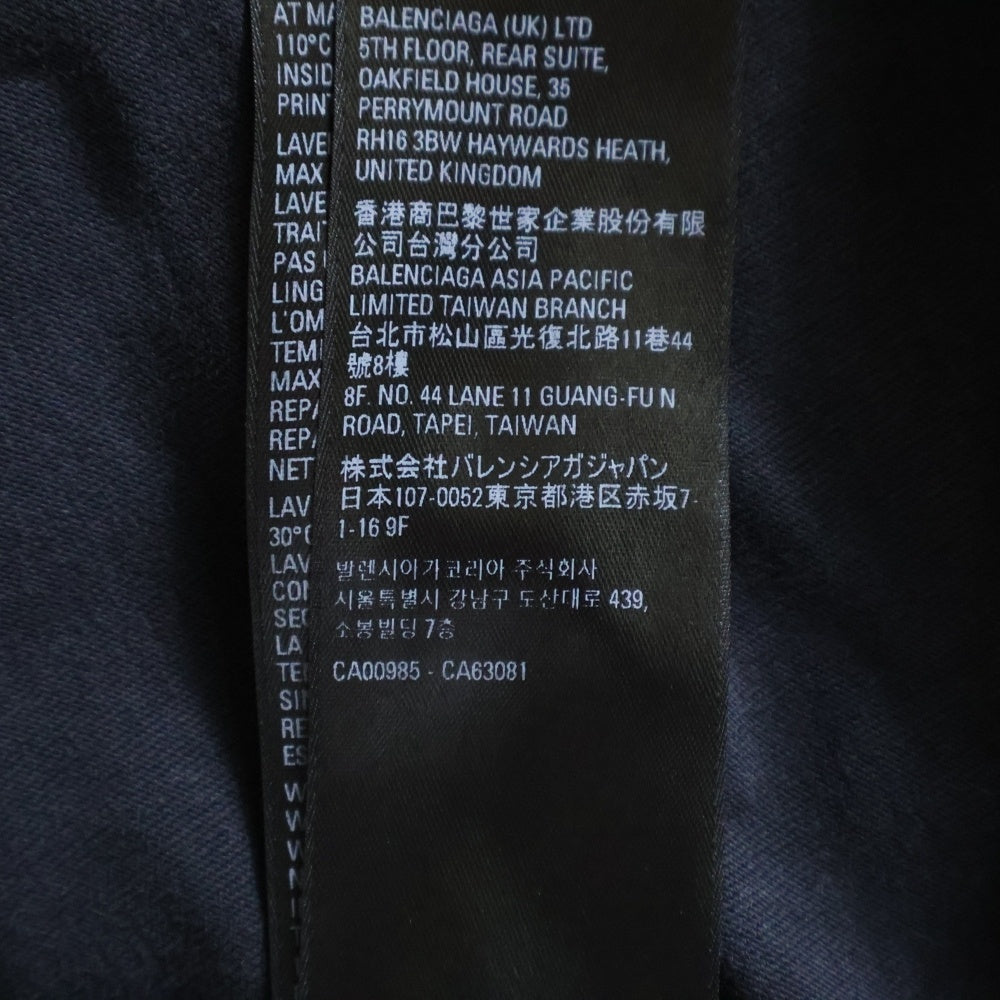 AT MA
110°C
INSID
PRIN
LAVE
MAX
LAVE
TRAI
PAS
LING
L'OM
TEM
MAX
REPA
REPA
NET
LAV
30°C
LAV
CON
SEC
LA
TE
SIN
RE
ES
BALENCIAGA (UK) LTD
5TH FLOOR, REAR SUITE,
OAKFIELD HOUSE, 35
PERRYMOUNT ROAD
RH16 3BW HAYWARDS HEATH,
UNITED KINGDOM
香港商巴黎世家企業股份有限
公司台灣分公司
BALENCIAGA ASIA PACIFIC
LIMITED TAIWAN BRANCH
台北市松山區光復北路11巷44
號8樓
8F. NO. 44 LANE 11 GUANG-FU N
ROAD, TAPEI, TAIWAN
株式会社バレンシアガジャパン
日本107-0052東京都港区赤坂7-
1-16 9F
발렌시아가코리아 주식회사
서울특별시 강남구 도산대로 439,
소봉빌딩 7층
CA00985 - CA63081